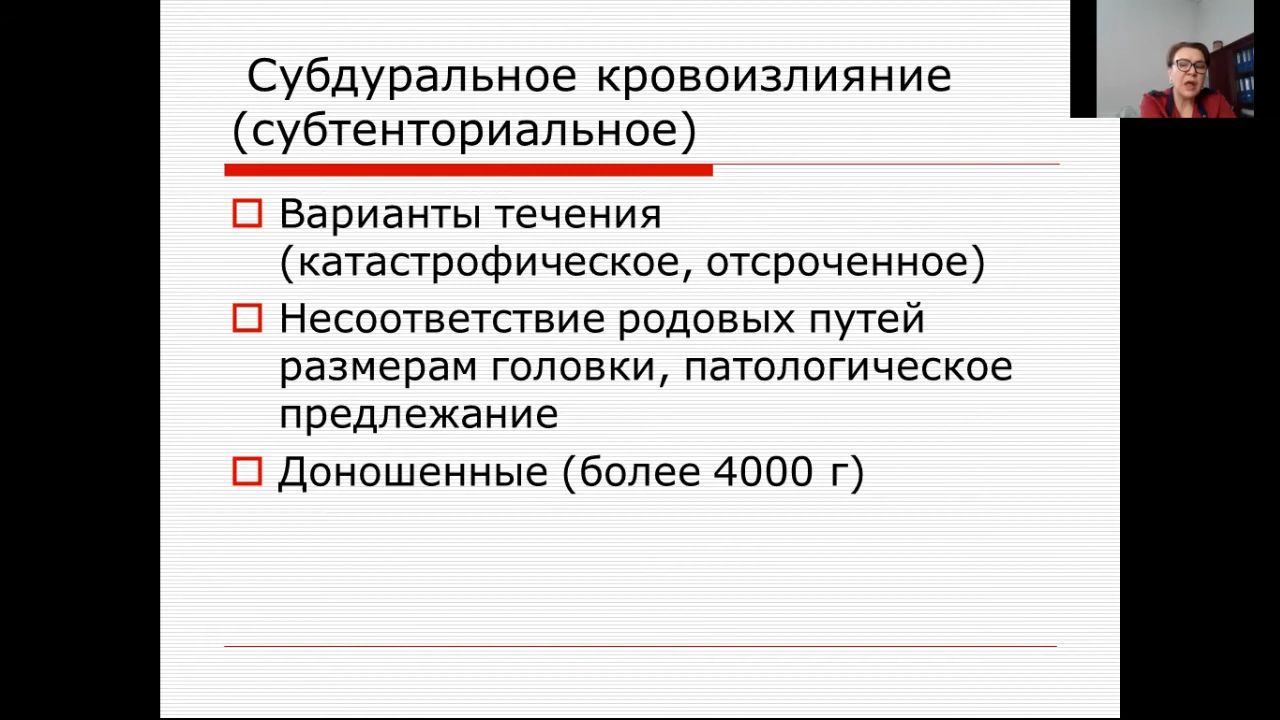 Субдуральное кровоизлияние
(субтенториальное)
Варианты течения
(катастрофическое, отсроченное)
Несоответствие родовых путей
размерам головки, патологическое
предлежание
Доношенные (более 4000 г)